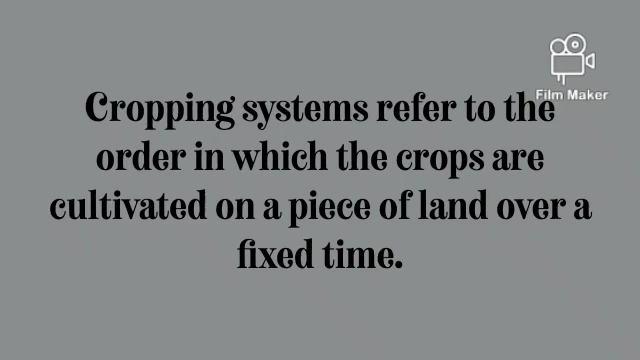 Film Maker
Cropping systems refer to the
order in which the crops are
cultivated on a piece of land over a
fixed time.